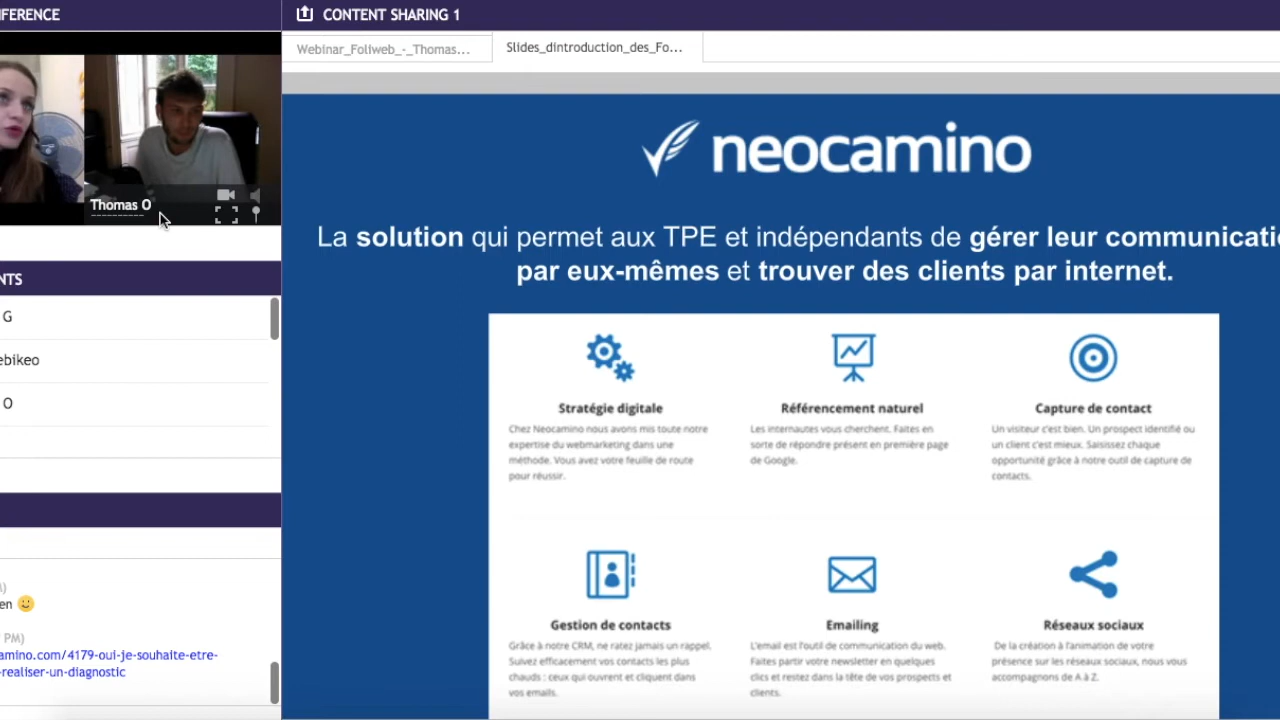 NFERENCE
CONTENT SHARING 1
Webinar_Foliweb_-_Thomas...
Slides_dintroduction_des_Fo...
Thomas O
neocamino
La solution qui permet aux TPE et indépendants de gérer leur communicati
par eux-mêmes et trouver des clients par internet.
NTS
G
ebikeo
O
Stratégie digitale
Chez Neocamino nous avons mis toute notre
expertise du webmarketing dans une
méthode. Vous avez votre feuille de route
pour réussir.
Référencement naturel
Les internautes vous cherchent. Faites en
sorte de répondre présent en première page
de Google.
Capture de contact
Un visiteur c'est bien. Un prospect identifié ou
un client c'est mieux. Saisissez chaque
opportunité grâce à notre outil de capture de
contacts.
Gestion de contacts
Grâce à notre CRM, ne ratez jamais un rappel.
Suivez efficacement vos contacts les plus
chauds : ceux qui ouvrent et cliquent dans
vos emails.
Emailing
L'email est l'outil de communication du web.
Faites partir votre newsletter en quelques
clics et restez dans la tête de vos prospects et
clients.
Réseaux sociaux
De la création à l'animation de votre
présence sur les réseaux sociaux, nous vous
accompagnons de A à Z.
en 🙂
PM)
amino.com/4179-oui-je-souhaite-etre-
-realiser-un-diagnostic